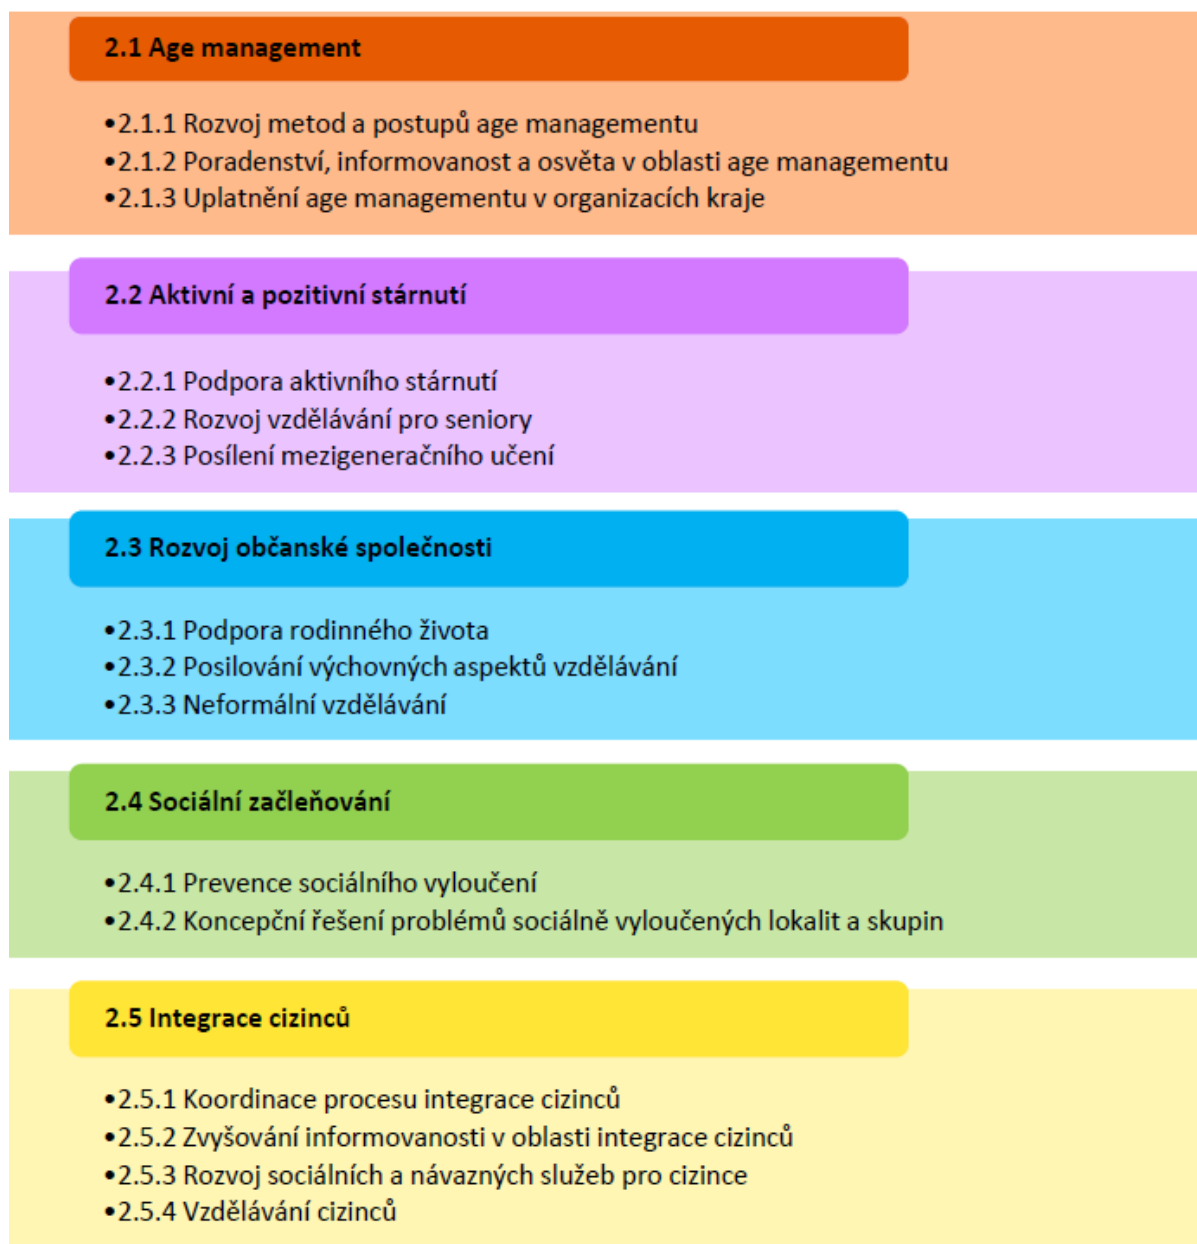 2.1 Age management
•2.1.1 Rozvoj metod a postupů age managementu
•2.1.2 Poradenství, informovanost a osvěta v oblasti age managementu
•2.1.3 Uplatnění age managementu v organizacích kraje
2.2 Aktivní a pozitivní stárnutí
•2.2.1 Podpora aktivního stárnutí
•2.2.2 Rozvoj vzdělávání pro seniory
•2.2.3 Posílení mezigeneračního učení
2.3 Rozvoj občanské společnosti
•2.3.1 Podpora rodinného života
•2.3.2 Posilování výchovných aspektů vzdělávání
•2.3.3 Neformální vzdělávání
2.4 Sociální začleňování
•2.4.1 Prevence sociálního vyloučení
•2.4.2 Koncepční řešení problémů sociálně vyloučených lokalit a skupin
2.5 Integrace cizinců
•2.5.1 Koordinace procesu integrace cizinců
•2.5.2 Zvyšování informovanosti v oblasti integrace cizinců
•2.5.3 Rozvoj sociálních a návazných služeb pro cizince
•2.5.4 Vzdělávání cizinců